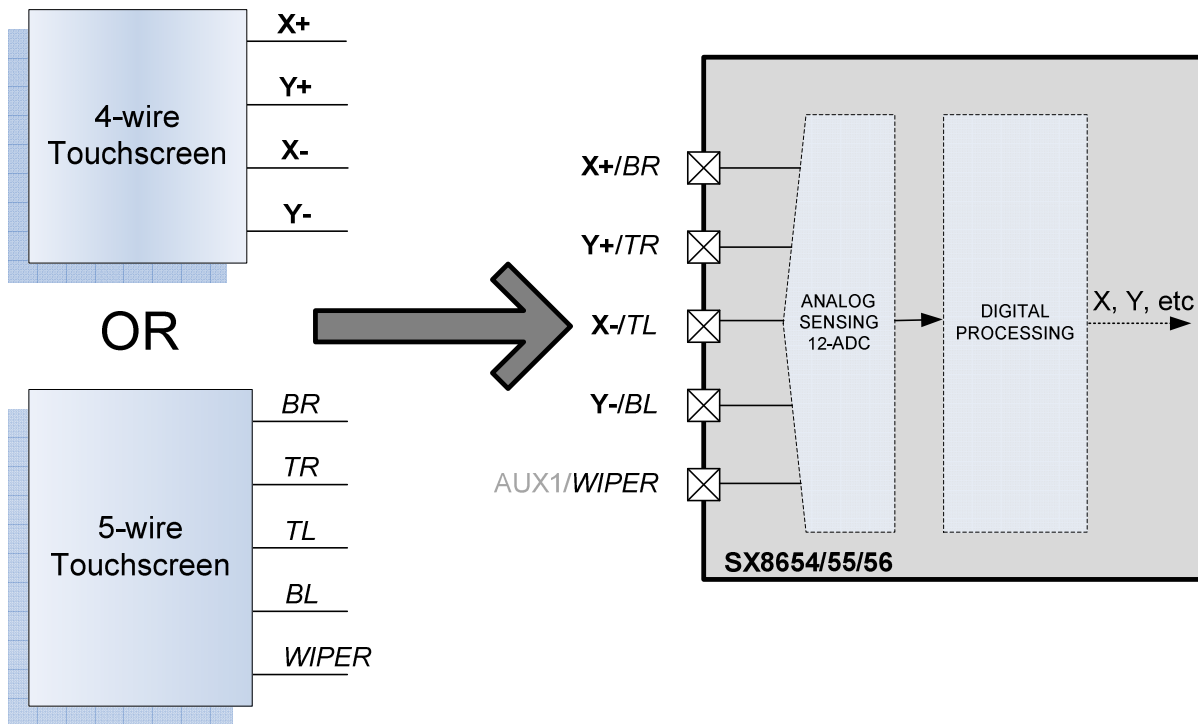 4-wire
Touchscreen
X+
Y+
X-
Y-
OR
5-wire
Touchscreen
BR
TR
TL
BL
WIPER
X+/BR
Y+/TR
X-/TL
Y-/BL
AUX1/WIPER
ANALOG
SENSING
12-ADC
DIGITAL
PROCESSING
X, Y, etc
SX8654/55/56